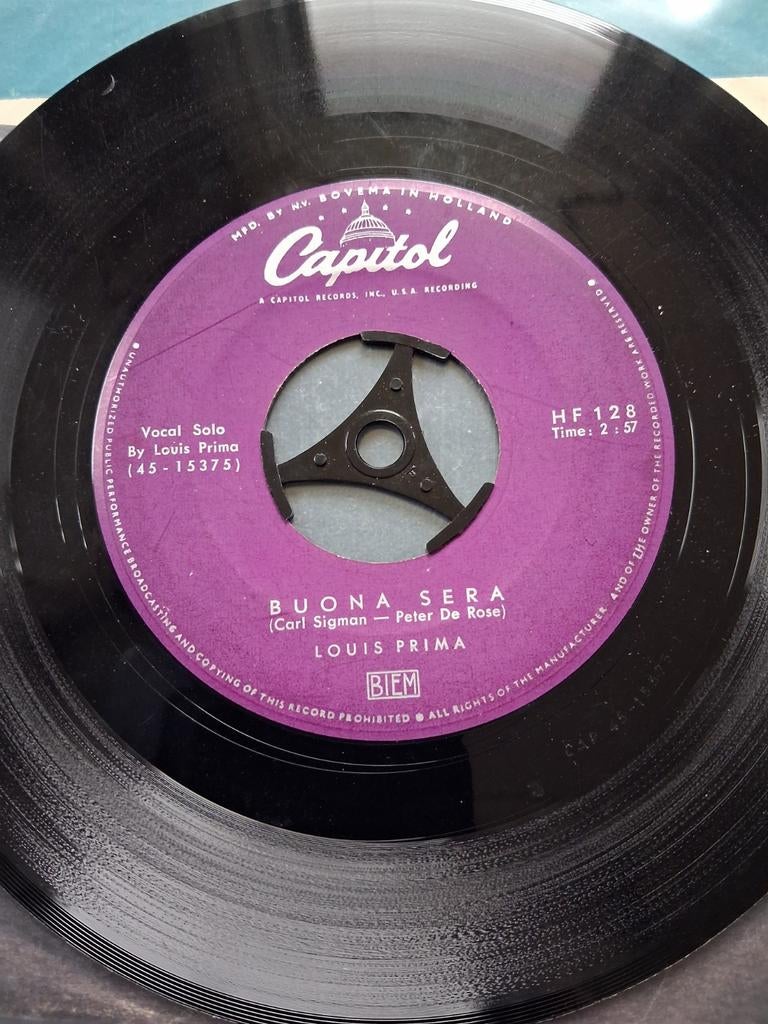 MFD. BY N.V. BOVEMA IN HOLLAND
Capitol
A CAPITOL RECORDS, INC., U.S.A. RECORDING
Vocal Solo
By Louis Prima
(45-15375)
HF 128
Time: 2:57
BUONA SERA
(Carl Sigman — Peter De Rose)
LOUIS PRIMA
BIEM
● UNAUTHORIZED PUBLIC PERFORMANCE BROADCASTING AND COPYING OF THIS RECORD PROHIBITED ● ALL RIGHTS OF THE MANUFACTURER AND OF THE OWNER OF THE RECORDED WORK ARE RESERVED ●